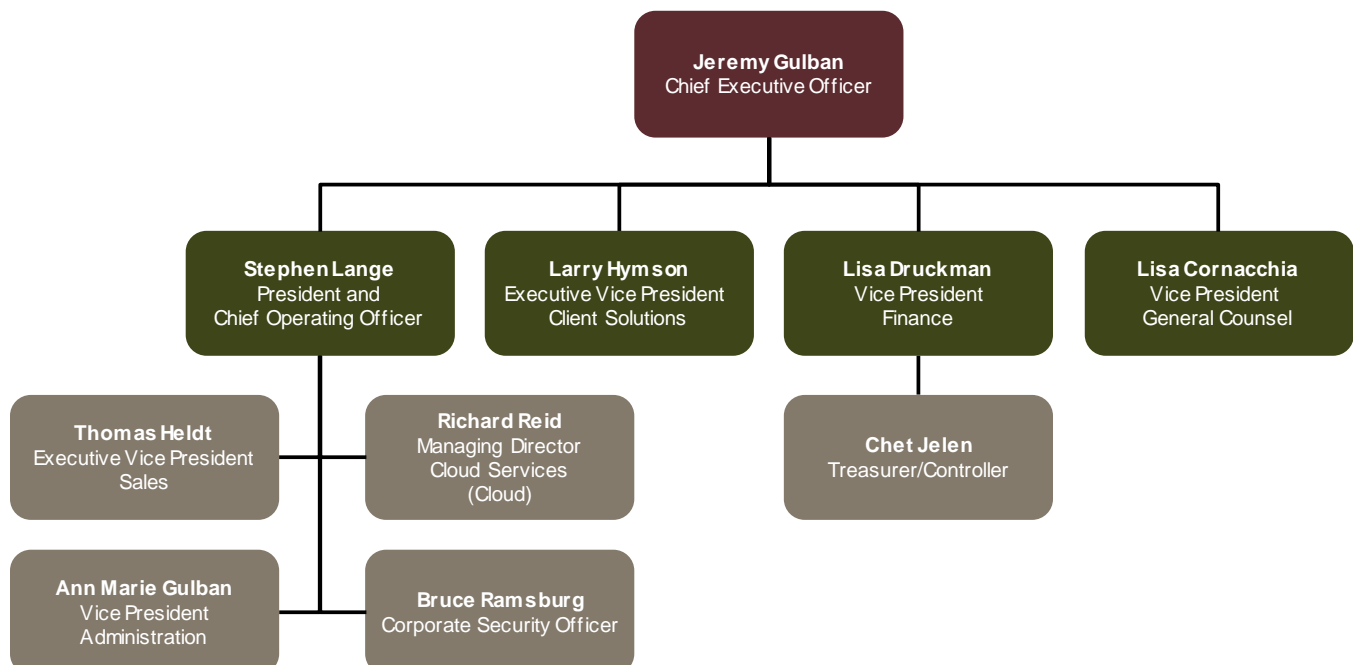 Jeremy Gulban
Chief Executive Officer
Stephen Lange
President and
Chief Operating Officer
Larry Hymson
Executive Vice President
Client Solutions
Lisa Druckman
Vice President
Finance
Lisa Cornacchia
Vice President
General Counsel
Thomas Heldt
Executive Vice President
Sales
Richard Reid
Managing Director
Cloud Services
(Cloud)
Chet Jelen
Treasurer/Controller
Ann Marie Gulban
Vice President
Administration
Bruce Ramsburg
Corporate Security Officer